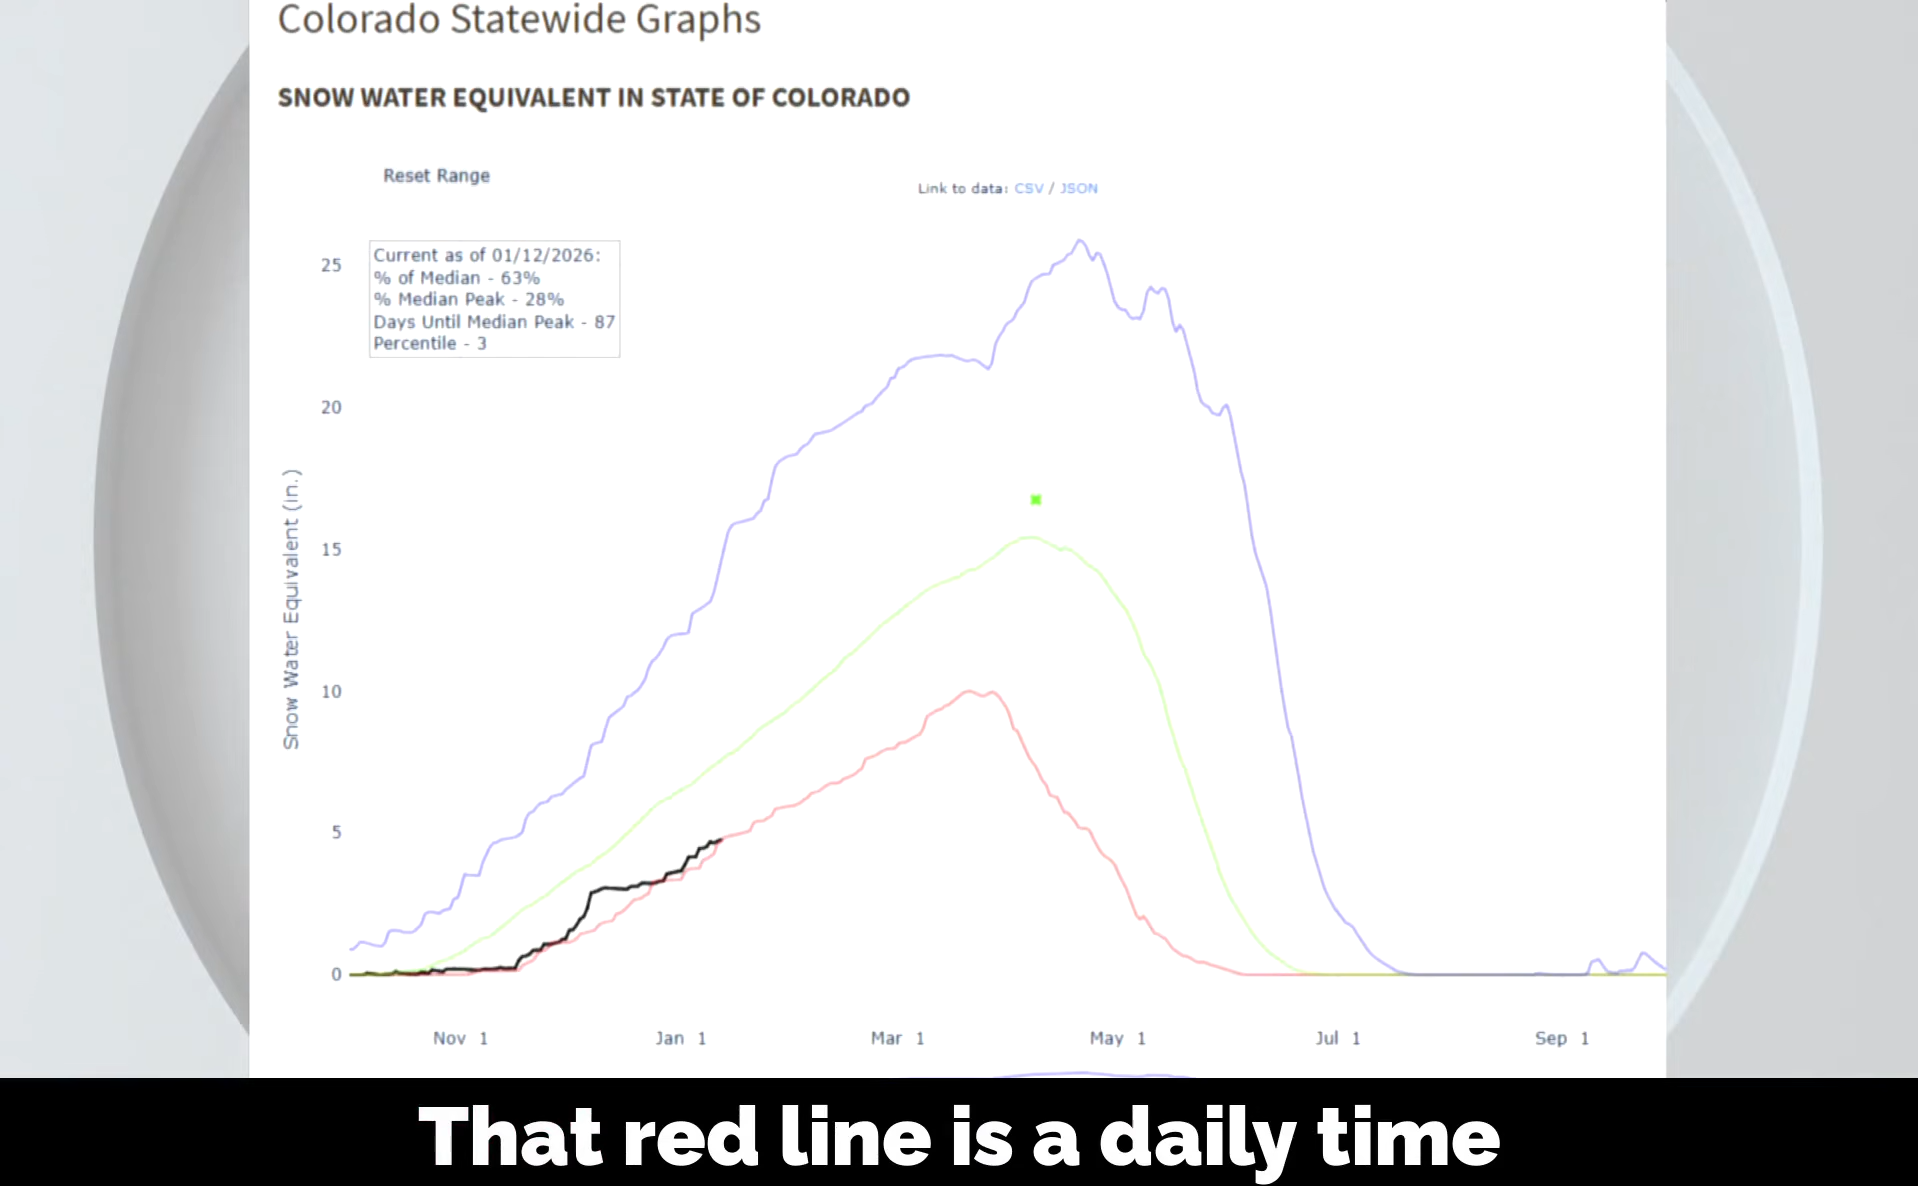 Colorado Statewide Graphs
SNOW WATER EQUIVALENT IN STATE OF COLORADO
Reset Range
Link to data: CSV / JSON
Current as of 01/12/2026:
% of Median - 63%
% Median Peak - 28%
Days Until Median Peak - 87
Percentile - 3
Snow Water Equivalent (in.)
25
20
15
10
5
0
Nov 1 Jan 1 Mar 1 May 1 Jul 1 Sep 1
That red line is a daily time